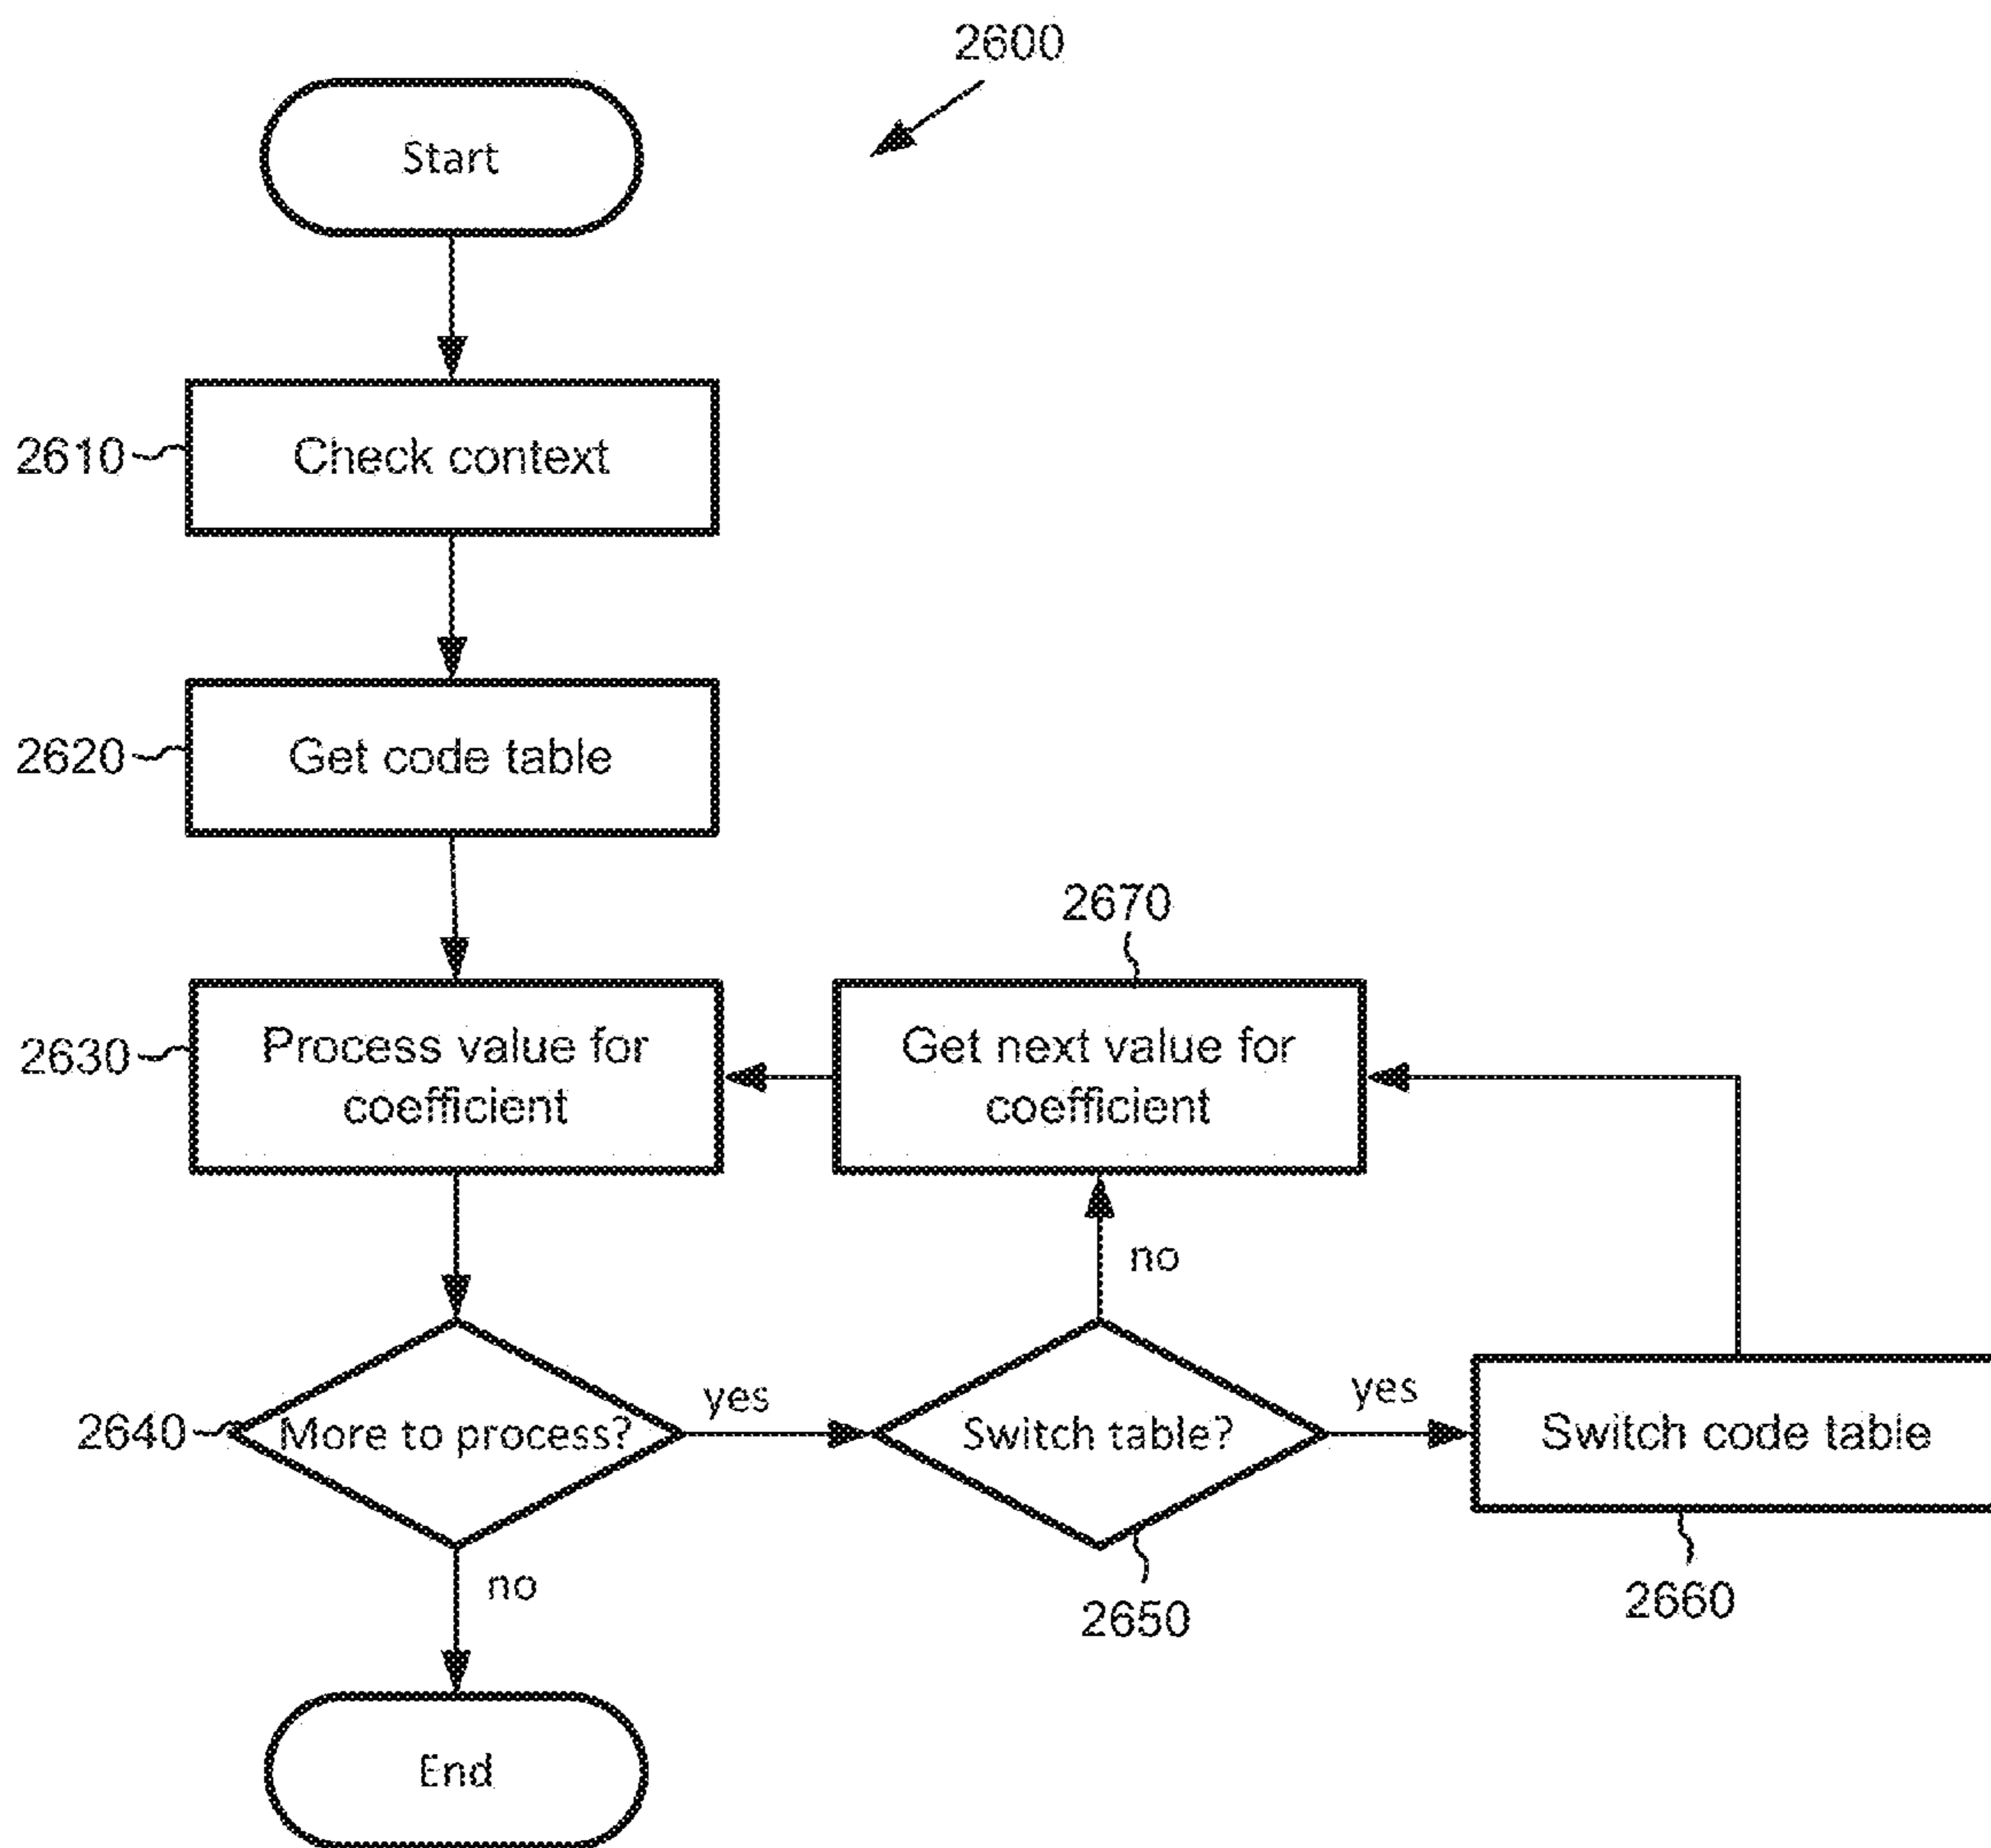 2600
Start
2610
Check context
2620
Get code table
2670
2630
Process value for
coefficient
Get next value for
coefficient
no
2640
More to process?
yes
Switch table?
yes
Switch code table
no
2650
2660
End